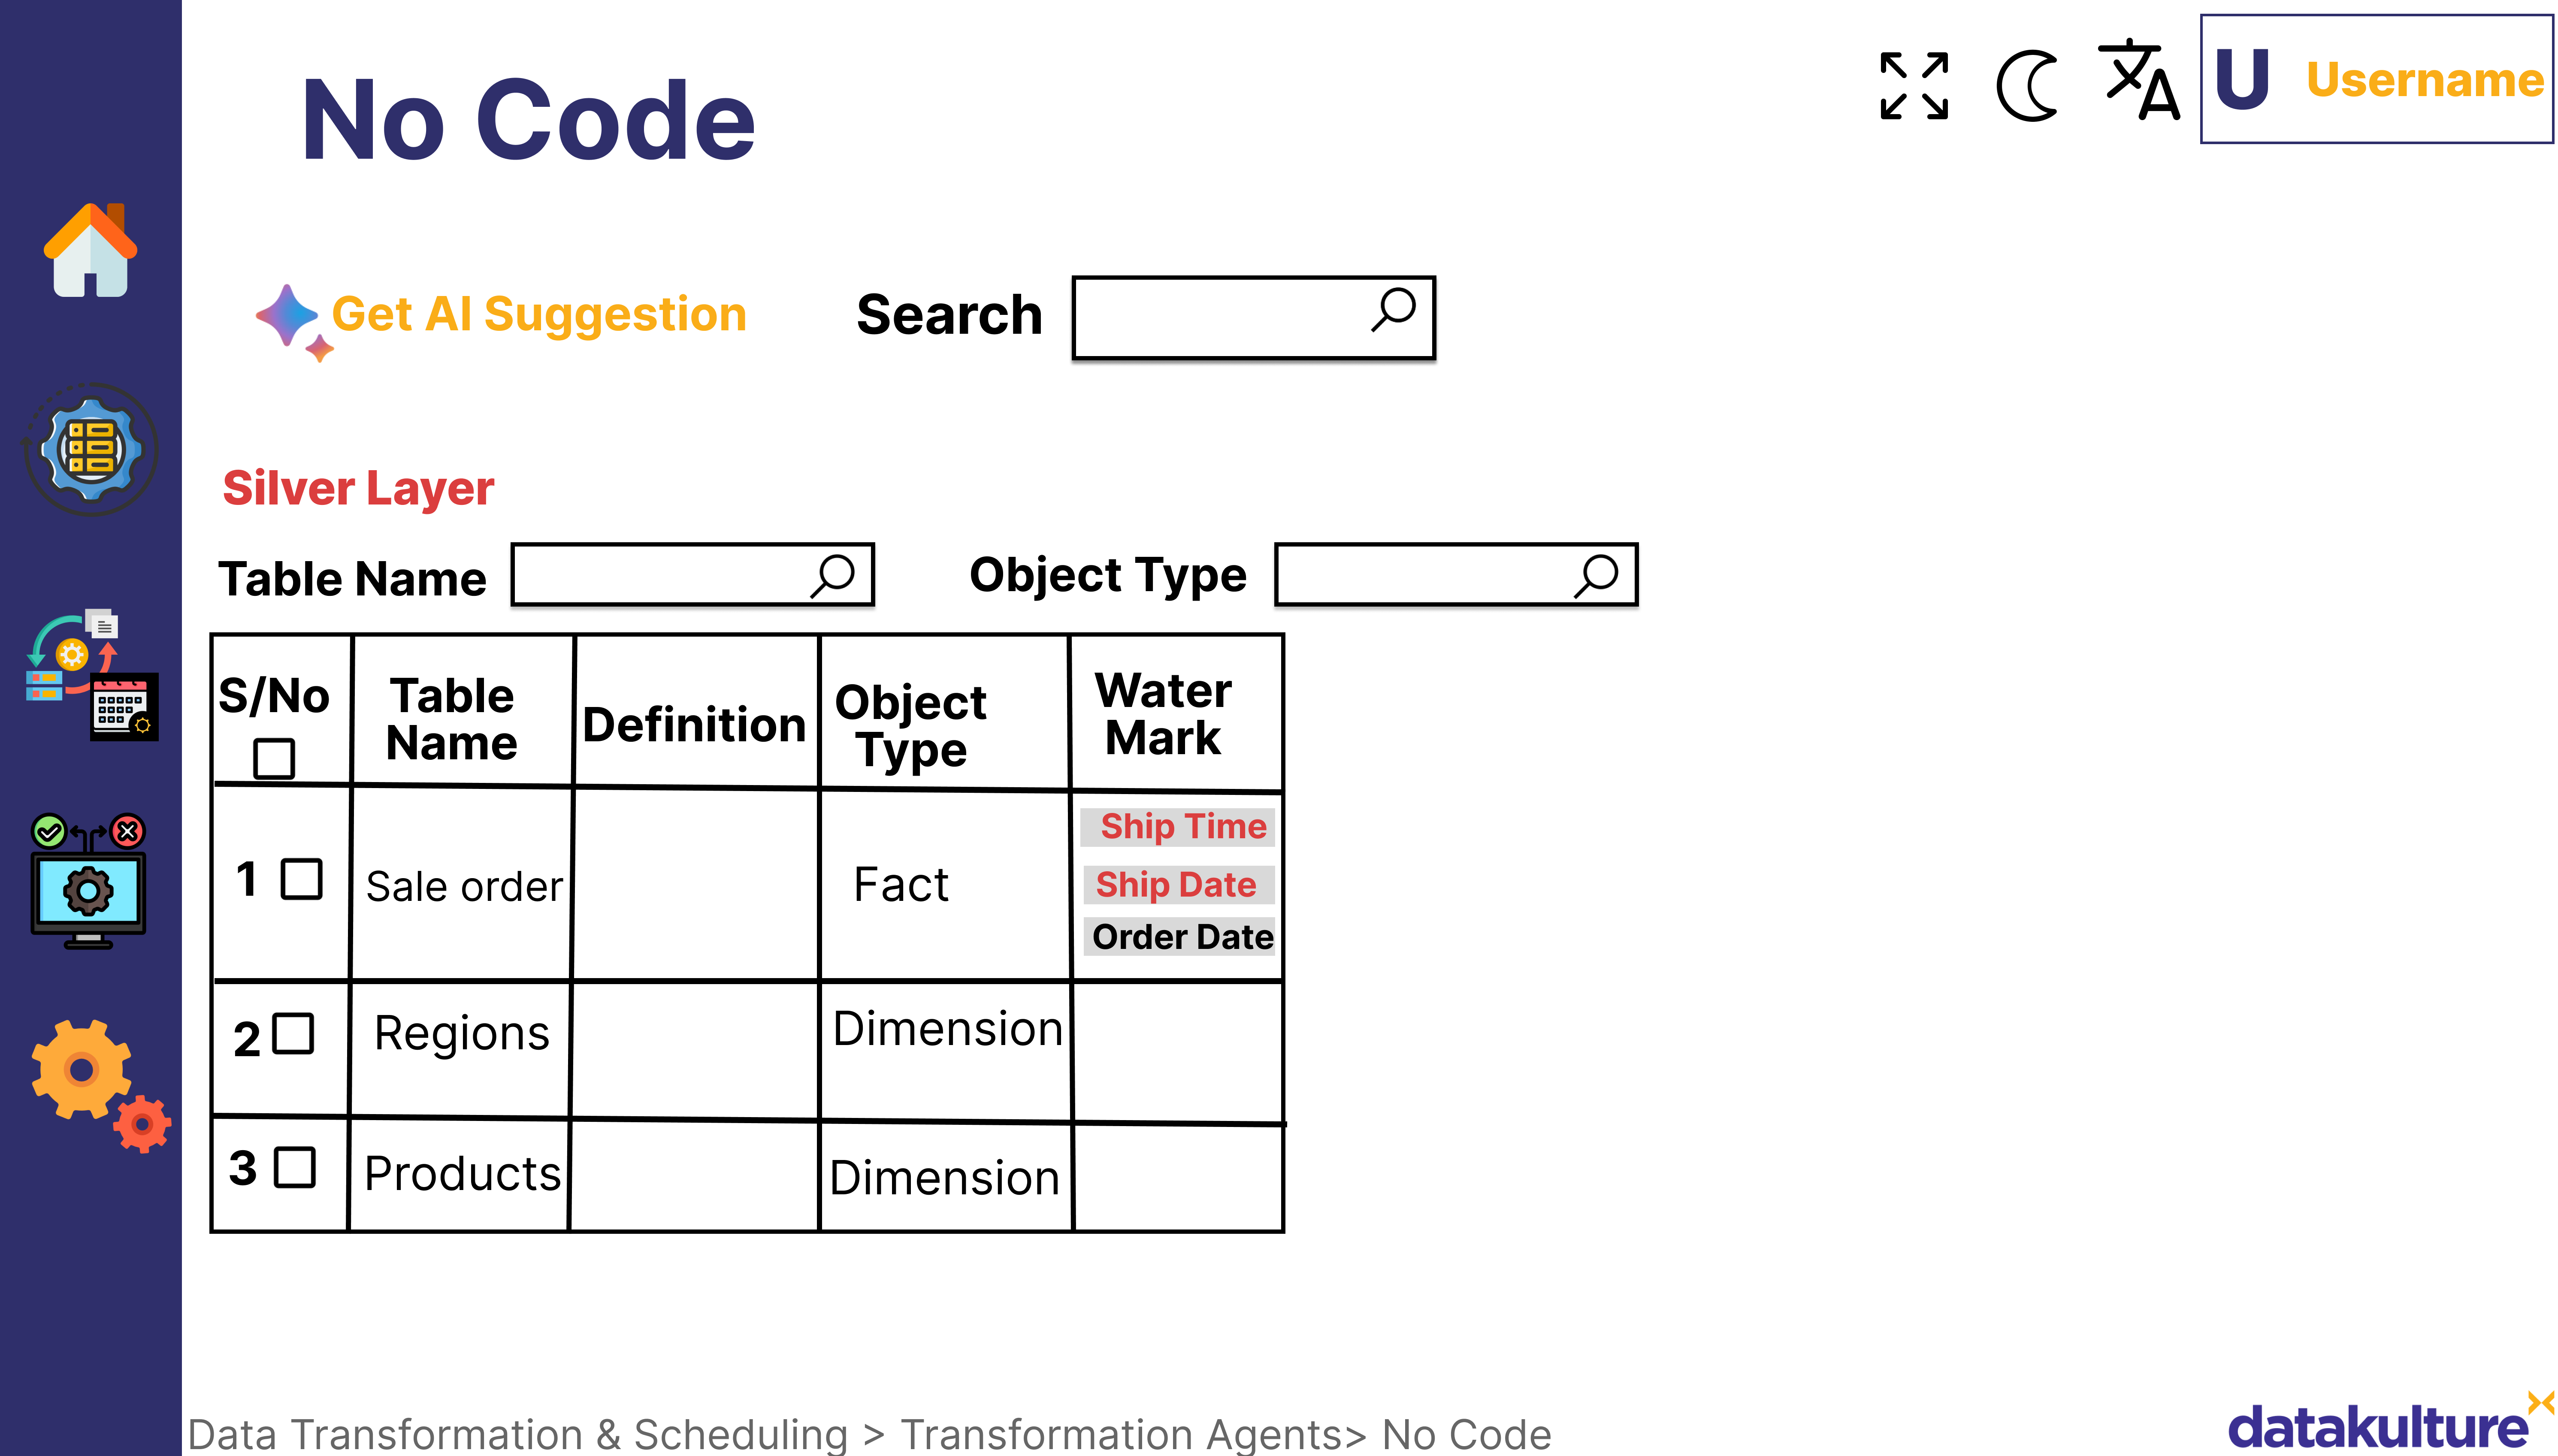 No Code
U Username
Get AI Suggestion
Search
Silver Layer
Table Name
Object Type
S/No
Table
Name
Definition
Object
Type
Water
Mark
1
Sale order
Fact
Ship Time
Ship Date
Order Date
2
Regions
Dimension
3
Products
Dimension
Data Transformation & Scheduling > Transformation Agents> No Code
datakulture